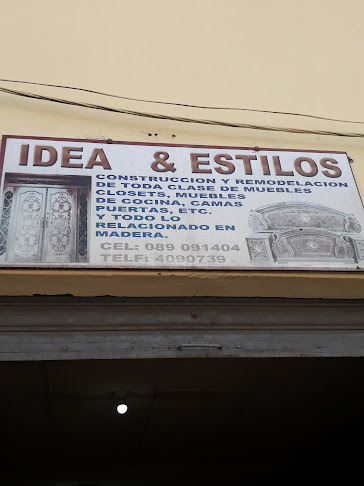 IDEA & ESTILOS
CONSTRUCCION Y REMODELACION
DE TODA CLASE DE MUEBLES
CLOSETS, MUEBLES
DE COCINA, CAMAS
PUERTAS, ETC.
Y TODO LO
RELACIONADO EN
MADERA.
CEL: 089 091404
TELF: 4090739